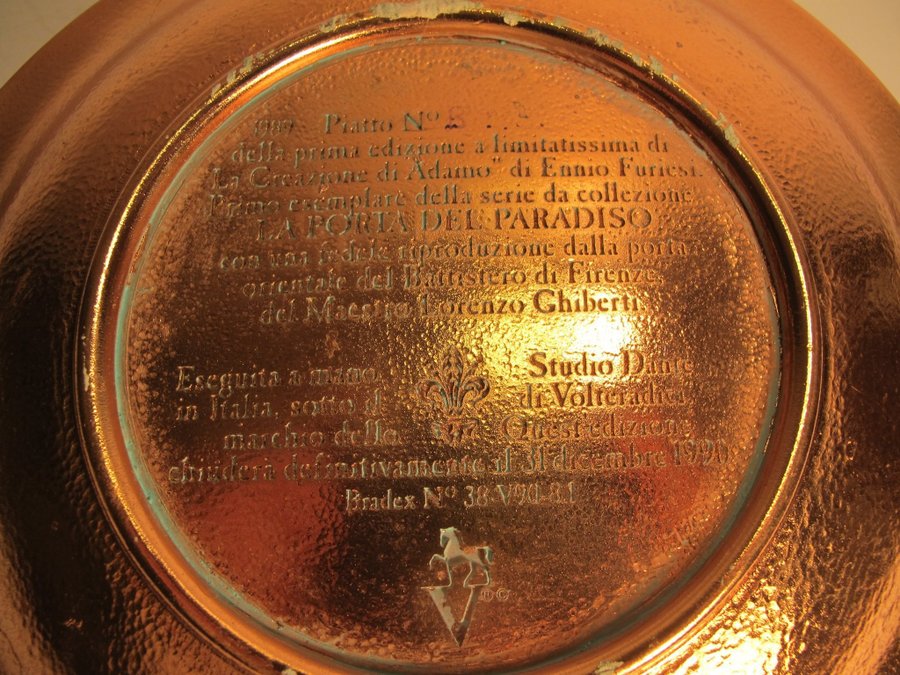 1989 Piatto Nº
della prima edizione a limitatissima di
"La Creazione di Adamo" di Ennio Furiesi.
Primo esemplare della serie da collezione
"LA PORTA DEL PARADISO"
con una fedele riproduzione dalla porta
orientale del Battistero di Firenze,
del Maestro Lorenzo Ghiberti.
Eseguita a mano Studio Dante
in Italia, sotto il di Volteradici
marchio dello Quest'edizione
chiuderà definitivamente il 31 dicembre 1990.
Bradex Nº 38-V90-8.1
V ®©